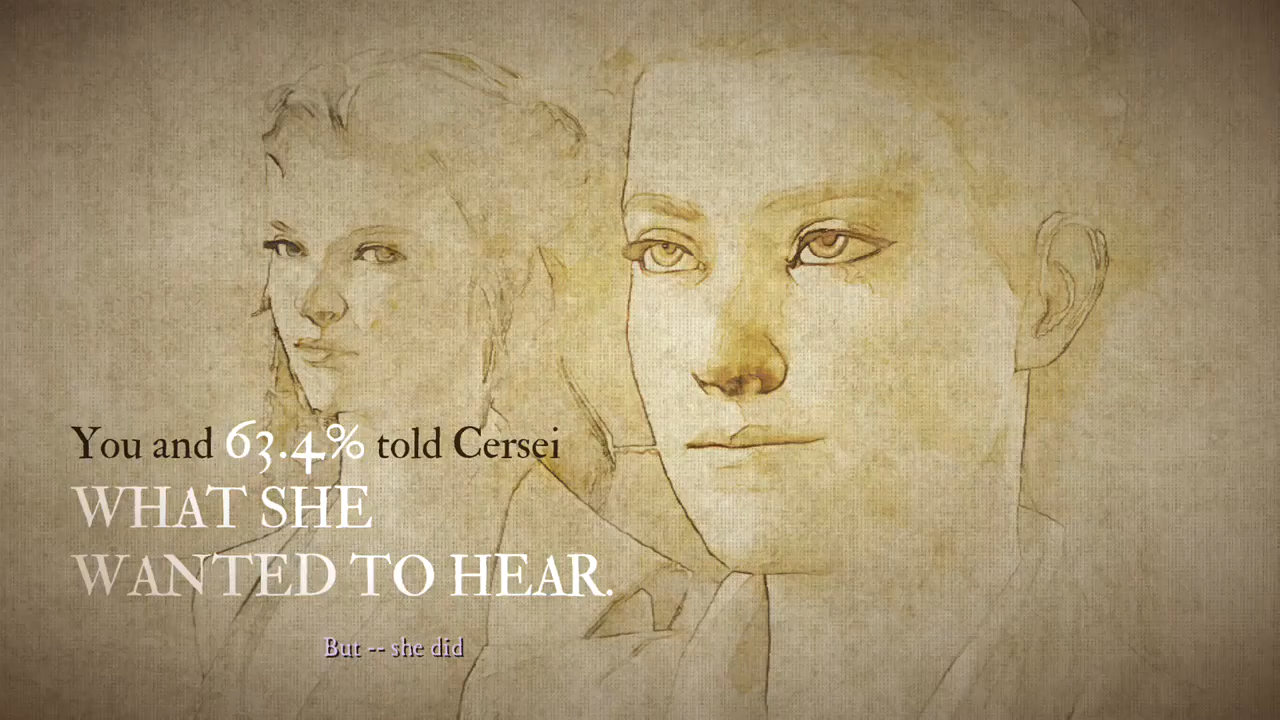 You and 63.4% told Cersei
WHAT SHE
WANTED TO HEAR.
But -- she did